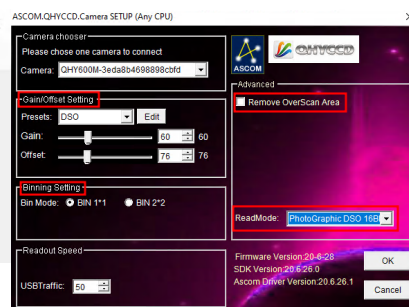 ASCOM.QHYCCD.Camera SETUP (Any CPU)
Camera chooser
Please chose one camera to connect
Camera: QHY600M-3eda8b4698898cbfd
ASCOM
QHYCCD
Gain/Offset Setting
Presets: DSO Edit
Gain: 60 60
Offset: 76 76
Advanced
Remove OverScan Area
Binning Setting
Bin Mode: BIN 1*1 BIN 2*2
ReadMode: PhotoGraphic DSO 16B
Readout Speed
USBTraffic: 50
Firmware Version:20-6-28
SDK Version:20.6.26.0
Ascom Driver Version:20.6.26.1
OK
Cancel